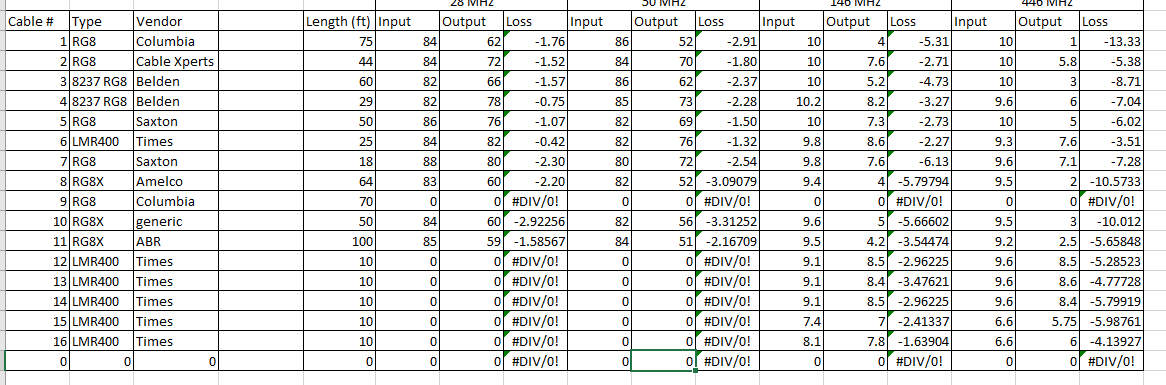 28 MHz 50 MHz 146 MHz 446 MHz
Cable # Type Vendor Length (ft) Input Output Loss Input Output Loss Input Output Loss Input Output Loss
1 RG8 Columbia 75 84 62 -1.76 86 52 -2.91 10 4 -5.31 10 1 -13.33
2 RG8 Cable Xperts 44 84 72 -1.52 84 70 -1.80 10 7.6 -2.71 10 5.8 -5.38
3 8237 RG8 Belden 60 82 66 -1.57 86 62 -2.37 10 5.2 -4.73 10 3 -8.71
4 8237 RG8 Belden 29 82 78 -0.75 85 73 -2.28 10.2 8.2 -3.27 9.6 6 -7.04
5 RG8 Saxton 50 86 76 -1.07 82 69 -1.50 10 7.3 -2.73 10 5 -6.02
6 LMR400 Times 25 84 82 -0.42 82 76 -1.32 9.8 8.6 -2.27 9.3 7.6 -3.51
7 RG8 Saxton 18 88 80 -2.30 80 72 -2.54 9.8 7.6 -6.13 9.6 7.1 -7.28
8 RG8X Amelco 64 83 60 -2.20 82 52 -3.09079 9.4 4 -5.79794 9.5 2 -10.5733
9 RG8 Columbia 70 0 0 #DIV/0! 0 0 #DIV/0! 0 0 #DIV/0! 0 0 #DIV/0!
10 RG8X generic 50 84 60 -2.92256 82 56 -3.31252 9.6 5 -5.66602 9.5 3 -10.012
11 RG8X ABR 100 85 59 -1.58567 84 51 -2.16709 9.5 4.2 -3.54474 9.2 2.5 -5.65848
12 LMR400 Times 10 0 0 #DIV/0! 0 0 #DIV/0! 9.1 8.5 -2.96225 9.6 8.5 -5.28523
13 LMR400 Times 10 0 0 #DIV/0! 0 0 #DIV/0! 9.1 8.4 -3.47621 9.6 8.6 -4.77728
14 LMR400 Times 10 0 0 #DIV/0! 0 0 #DIV/0! 9.1 8.5 -2.96225 9.6 8.4 -5.79919
15 LMR400 Times 10 0 0 #DIV/0! 0 0 #DIV/0! 7.4 7 -2.41337 6.6 5.75 -5.98761
16 LMR400 Times 10 0 0 #DIV/0! 0 0 #DIV/0! 8.1 7.8 -1.63904 6.6 6 -4.13927
0 0 0 0 0 0 #DIV/0! 0 0 #DIV/0! 0 0 #DIV/0! 0 0 #DIV/0!